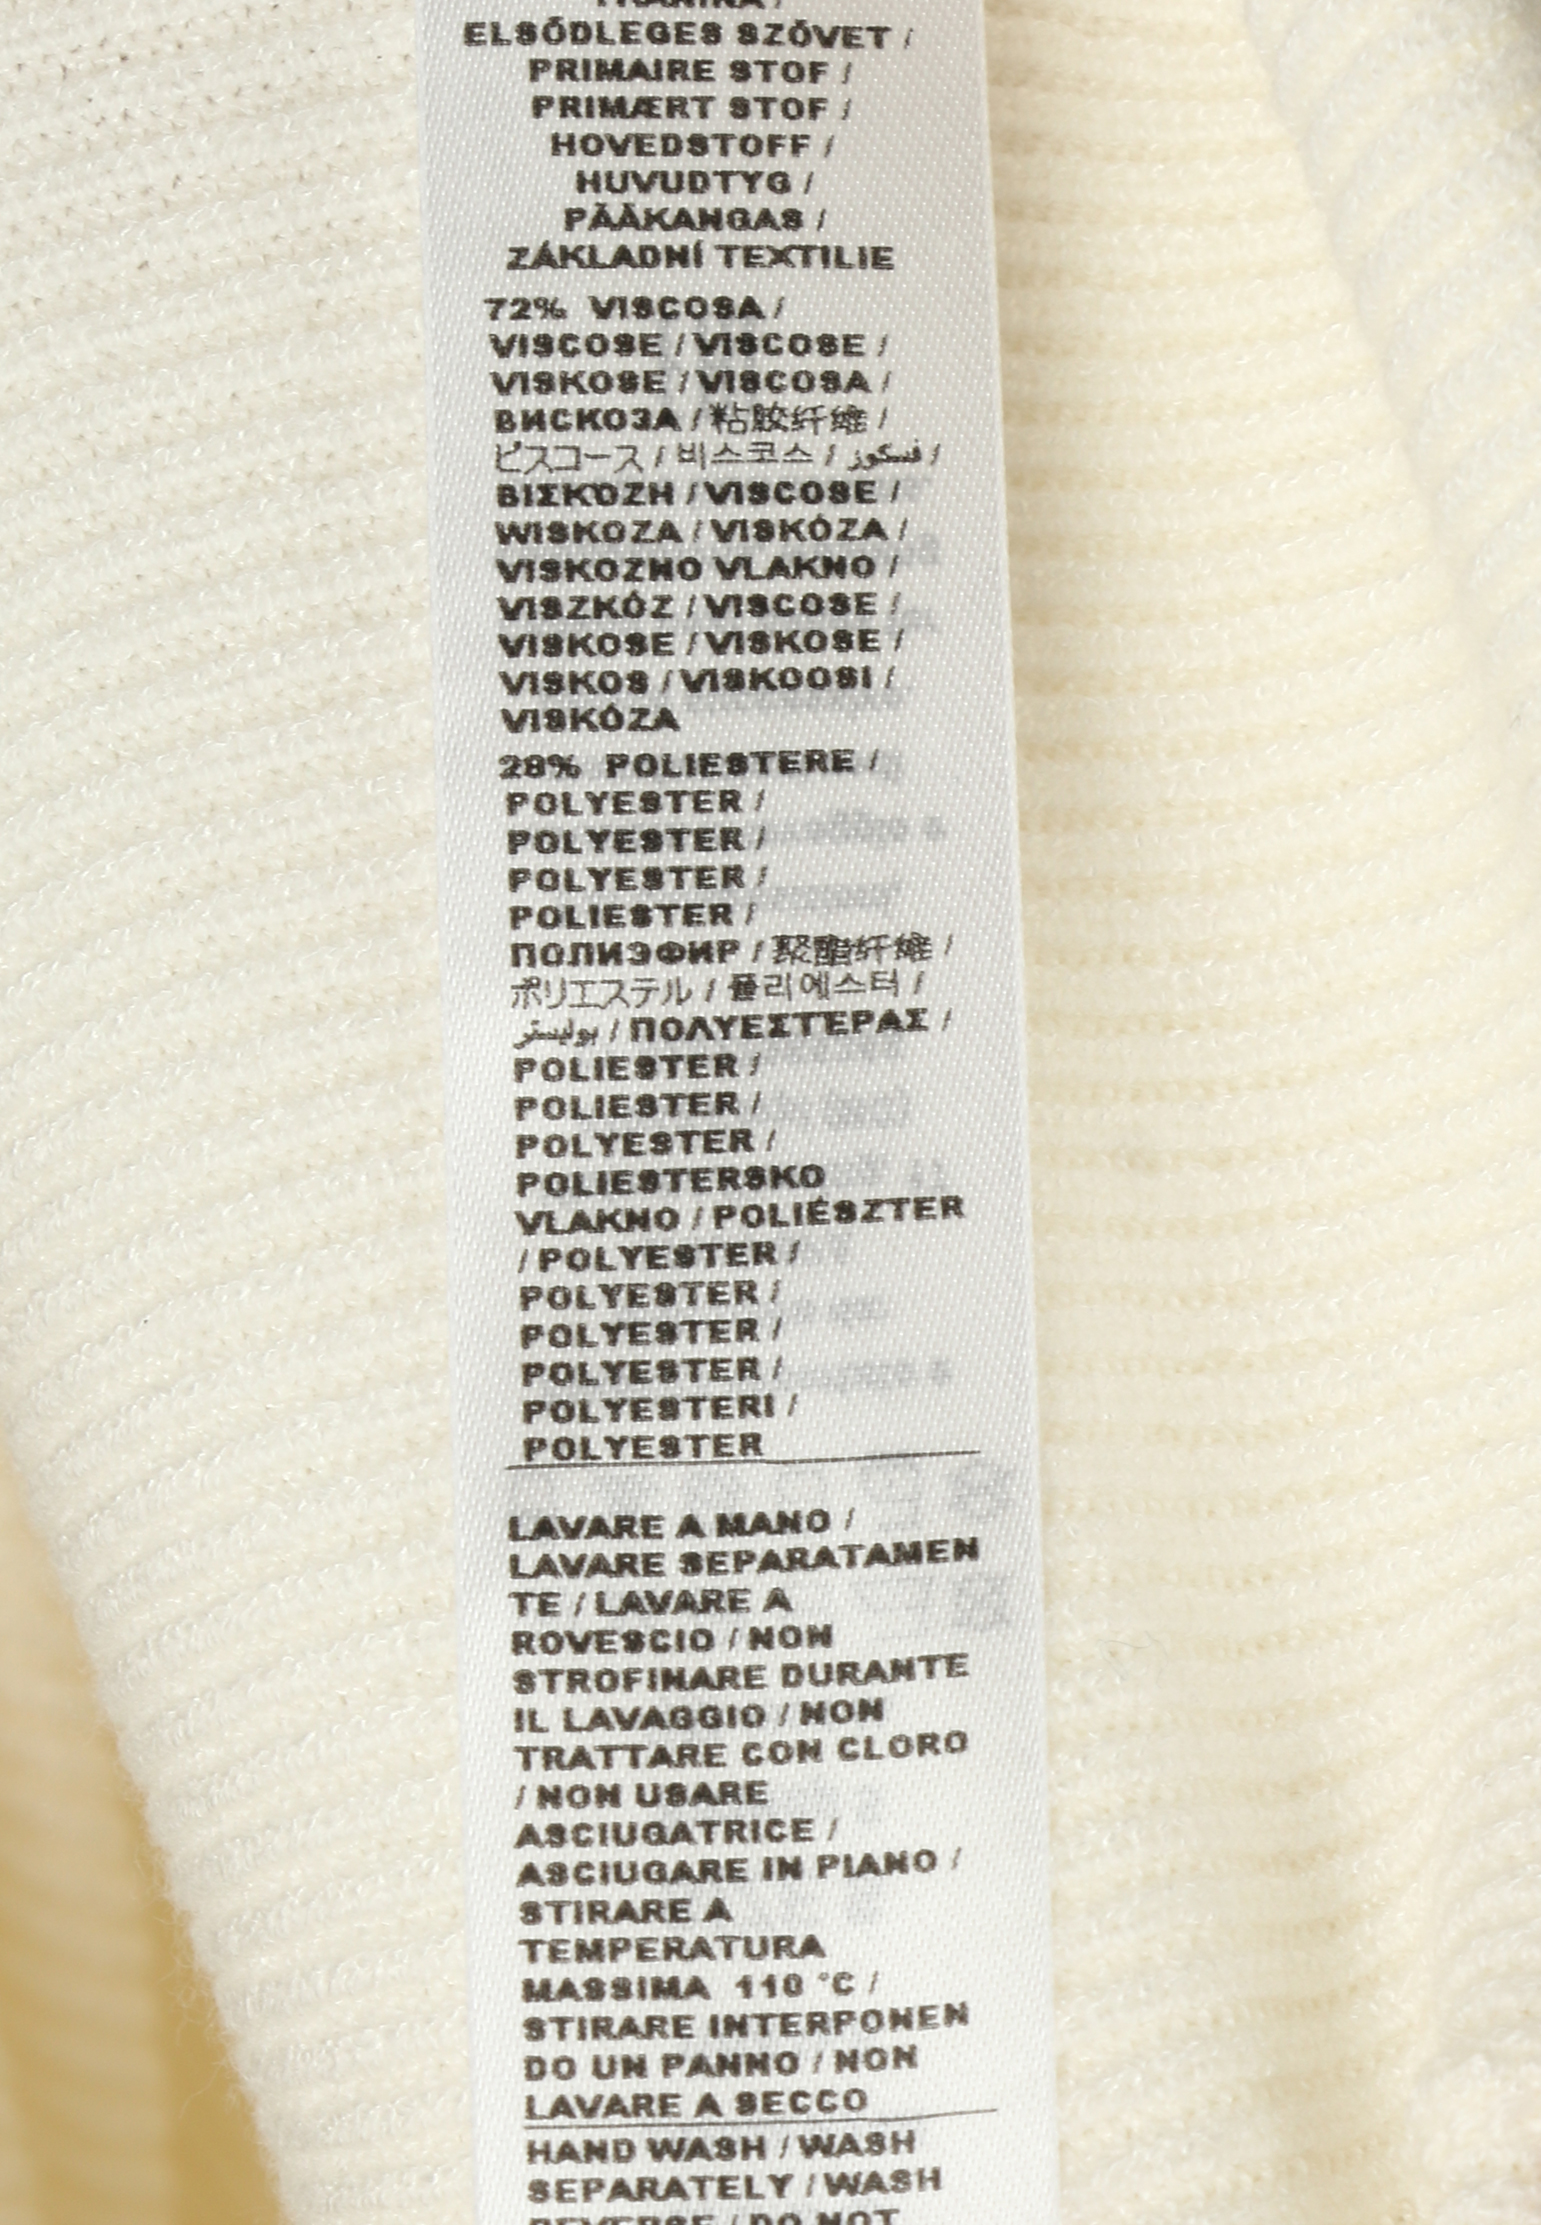 TKANINA /
ELSŐDLEGES SZÖVET /
PRIMAIRE STOF /
PRIMÆRT STOF /
HOVEDSTOFF /
HUVUDTYG /
PÄÄKANGAS /
ZÁKLADNÍ TEXTILIE
72% VISCOSA /
VISCOSE / VISCOSE /
VISKOSE / VISCOSA /
ВИСКОЗА / 粘胶纤维 /
ビスコース / 비스코스 / فسكوز /
ΒΙΣΚΌΖΗ / VISCOSE /
WISKOZA / VISKÓZA /
VISKOZNO VLAKNO /
VISZKÓZ / VISCOSE /
VISKOSE / VISKOSE /
VISKOS / VISKOOSI /
VISKÓZA
28% POLIESTERE /
POLYESTER /
POLYESTER /
POLYESTER /
POLIESTER /
ПОЛИЭФИР / 聚酯纤维 /
ポリエステル / 폴리에스터 /
بوليستر / ΠΟΛΥΕΣΤΈΡΑΣ /
POLIESTER /
POLIESTER /
POLYESTER /
POLIESTERSKO
VLAKNO / POLIÉSZTER
/ POLYESTER /
POLYESTER /
POLYESTER /
POLYESTER /
POLYESTERI /
POLYESTER
LAVARE A MANO /
LAVARE SEPARATAMEN
TE / LAVARE A
ROVESCIO / NON
STROFINARE DURANTE
IL LAVAGGIO / NON
TRATTARE CON CLORO
/ NON USARE
ASCIUGATRICE /
ASCIUGARE IN PIANO /
STIRARE A
TEMPERATURA
MASSIMA 110 °C /
STIRARE INTERPONEN
DO UN PANNO / NON
LAVARE A SECCO
HAND WASH / WASH
SEPARATELY / WASH
REVERSE / DO NOT